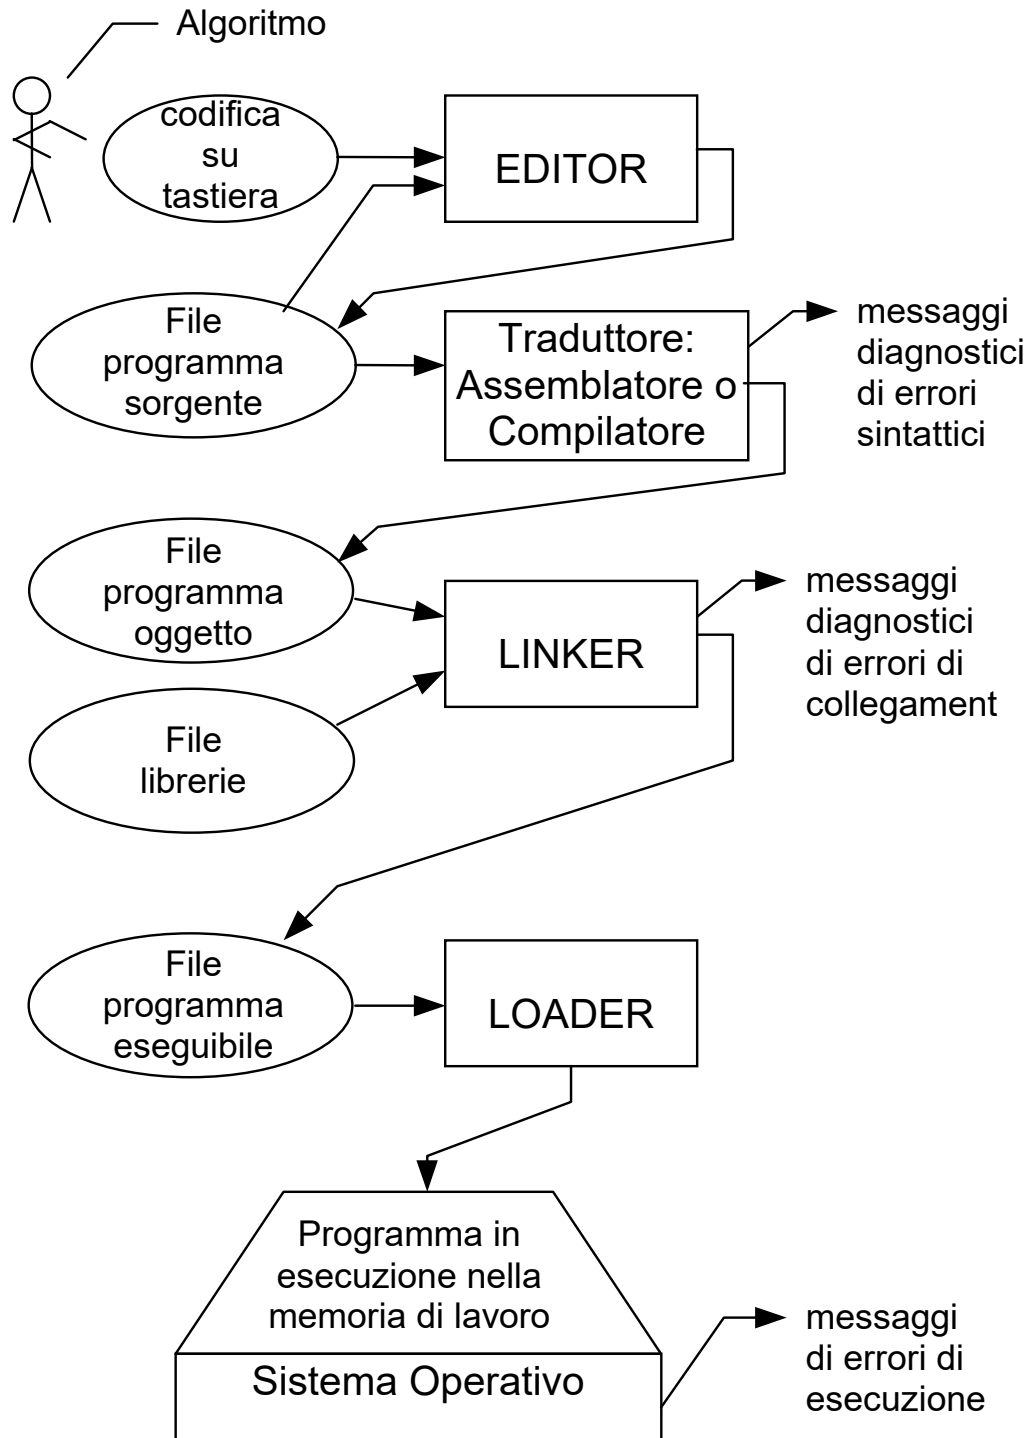 Algoritmo
codifica
su
tastiera
EDITOR
File
programma
sorgente
Traduttore:
Assemblatore o
Compilatore
messaggi
diagnostici
di errori
sintattici
File
programma
oggetto
LINKER
messaggi
diagnostici
di errori di
collegament
File
librerie
File
programma
eseguibile
LOADER
Programma in
esecuzione nella
memoria di lavoro
Sistema Operativo
messaggi
di errori di
esecuzione